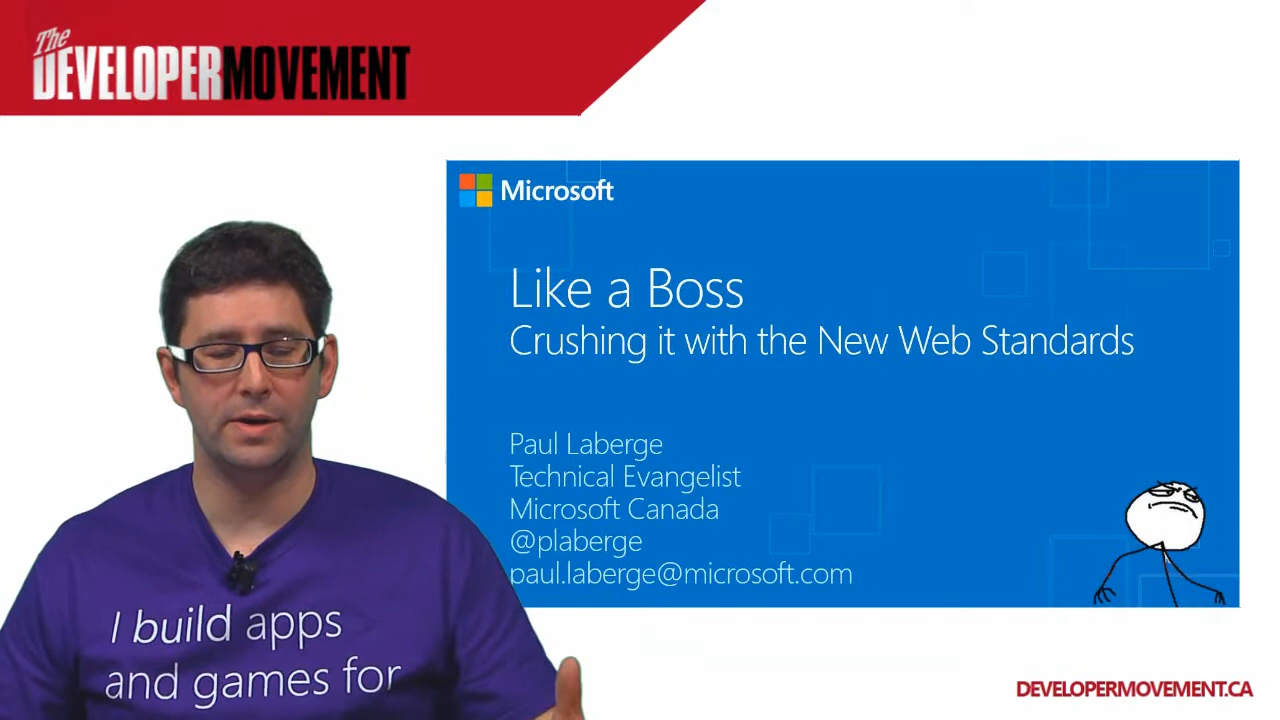 The
DEVELOPERMOVEMENT
Microsoft
Like a Boss
Crushing it with the New Web Standards
Paul Laberge
Technical Evangelist
Microsoft Canada
@plaberge
paul.laberge@microsoft.com
I build apps
and games for
DEVELOPERMOVEMENT.CA